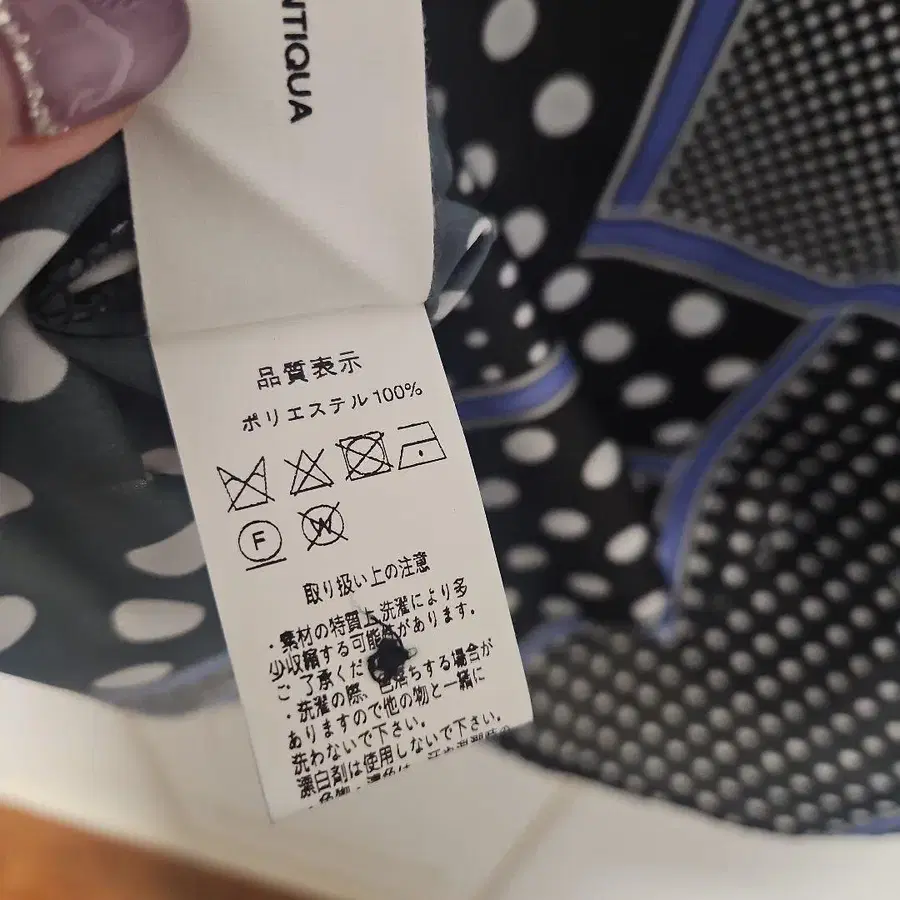 NTIQUA
品質表示
ポリエステル100%
F
W
取り扱い上の注意
・素材の特質上洗濯により多
少収縮する可能が があります。
ご了承くだ
・洗濯の際、色落ちする場合が
ありますので他の物と一緒に
洗わないで下さい。
漂白剤は使用しないで下さい。